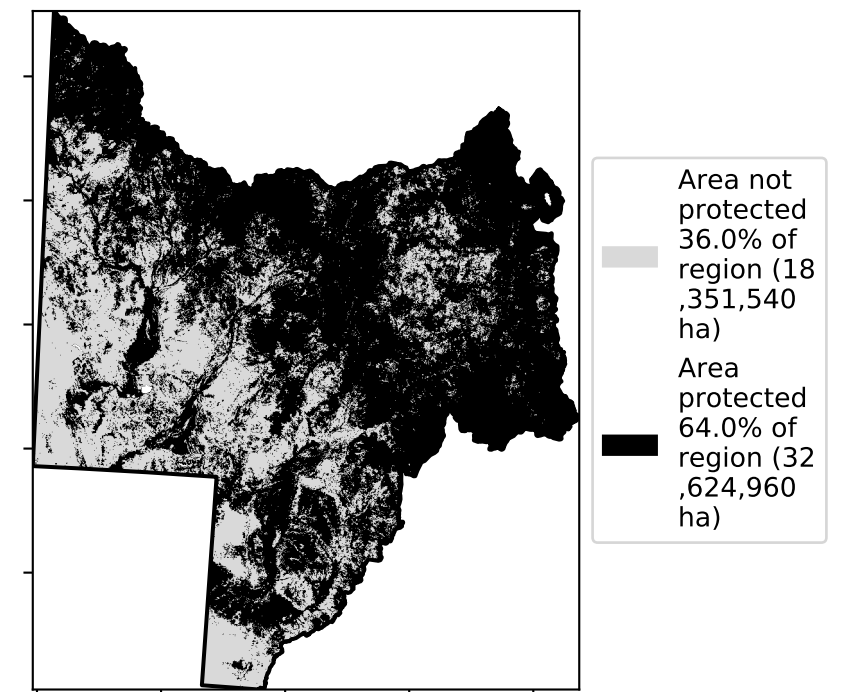 Area not
protected
36.0% of
region (18
,351,540
ha)
Area
protected
64.0% of
region (32
,624,960
ha)